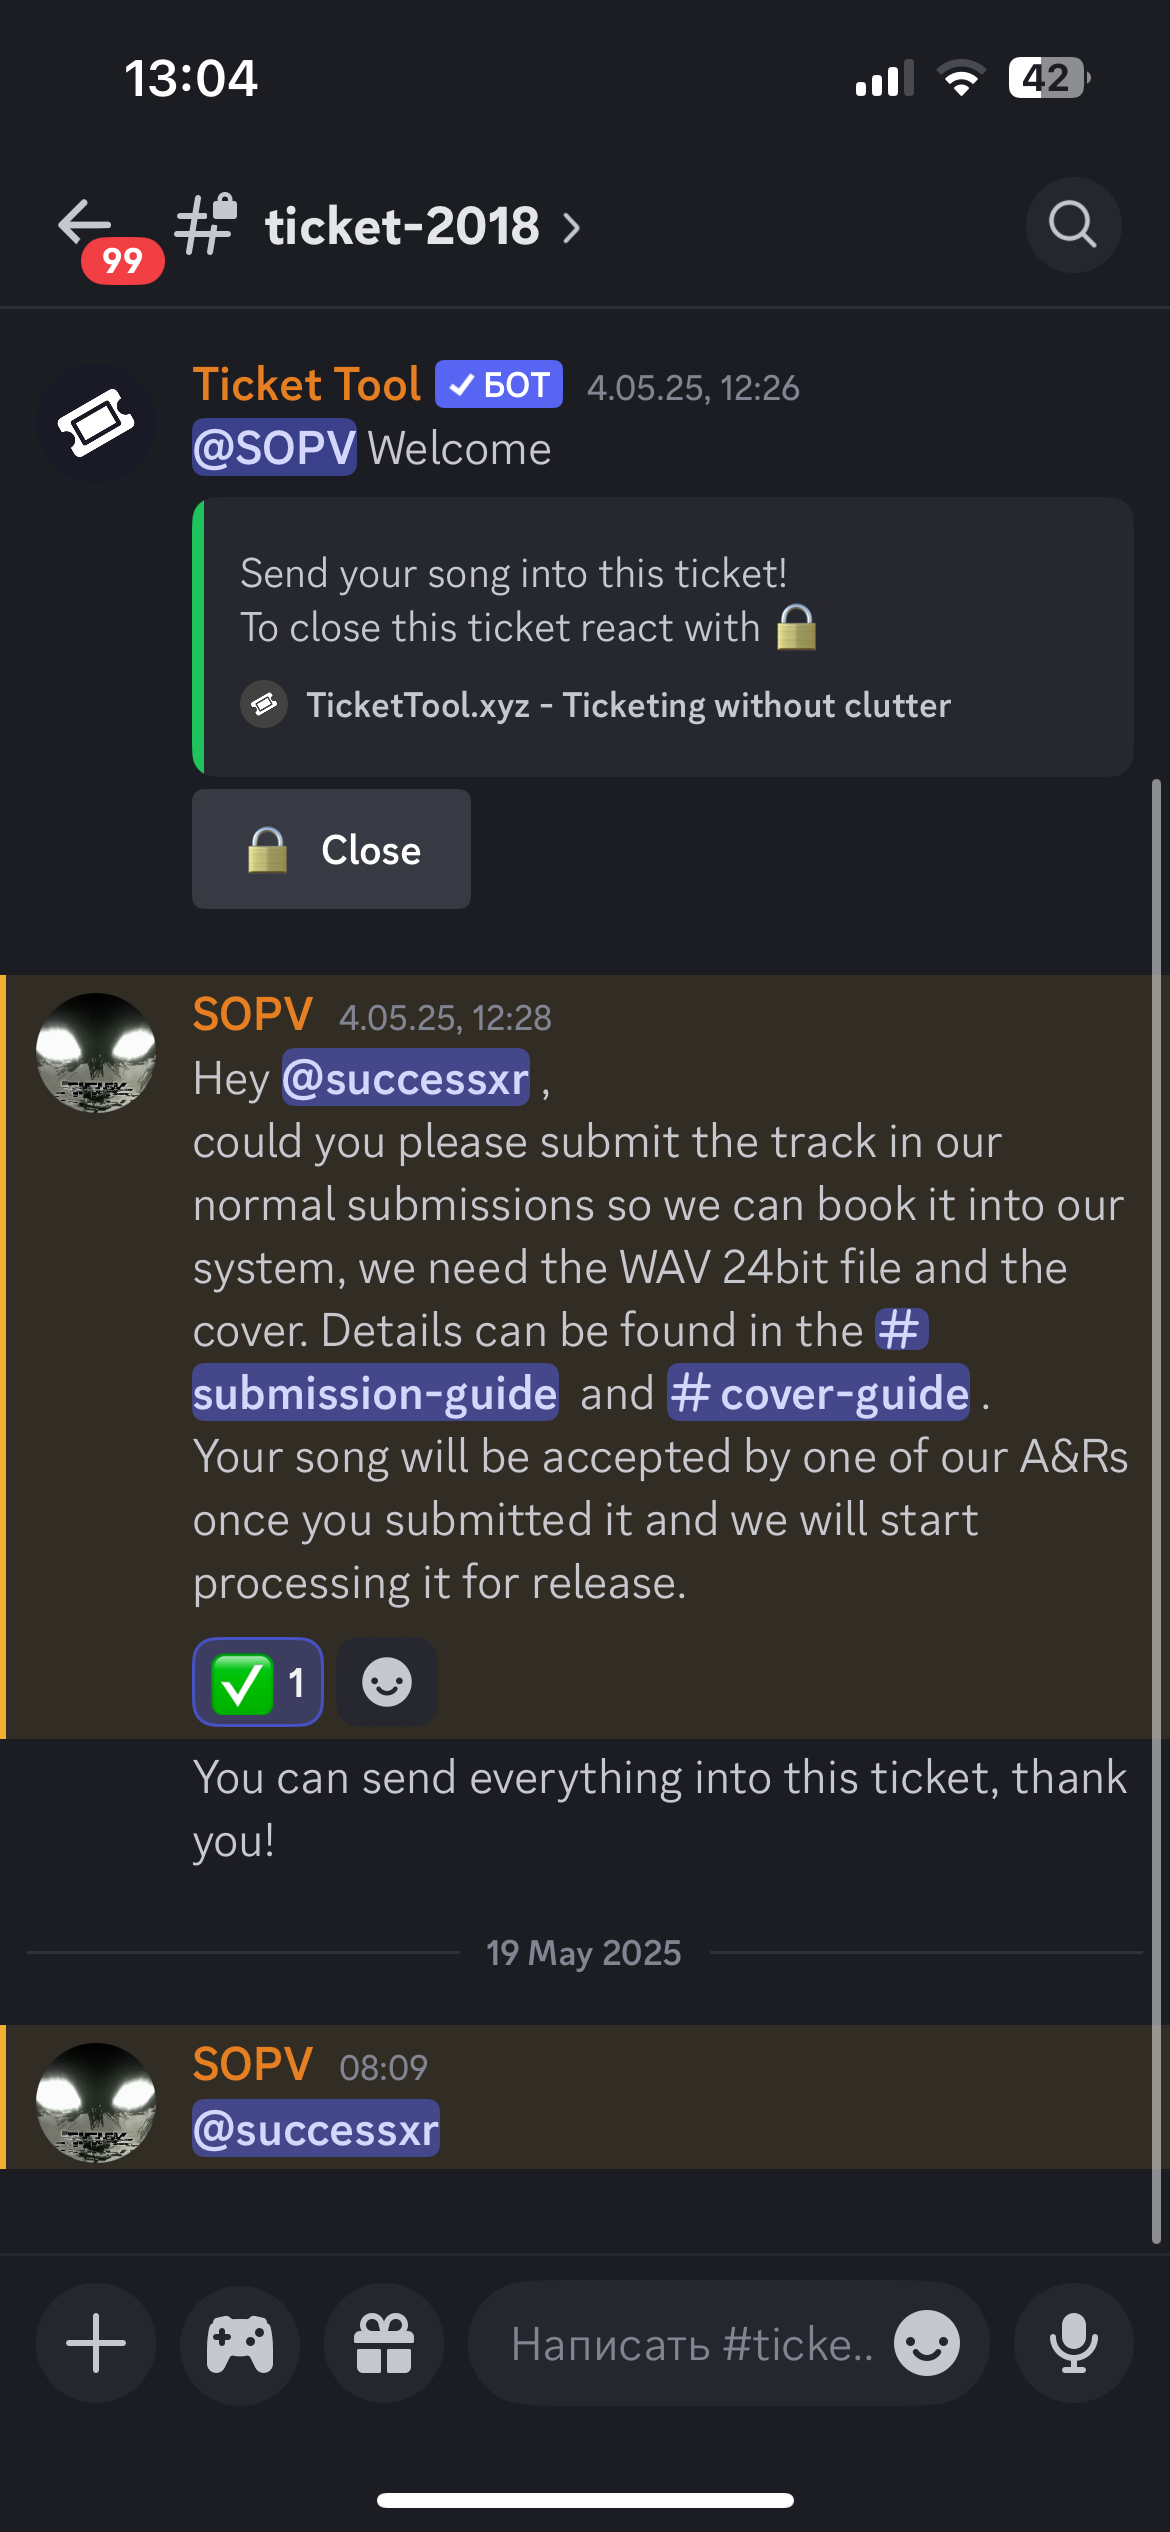 13:04
42
99
ticket-2018
Ticket Tool БОТ 4.05.25, 12:26
@SOPV Welcome
Send your song into this ticket!
To close this ticket react with 🔒
TicketTool.xyz - Ticketing without clutter
🔒 Close
SOPV 4.05.25, 12:28
Hey @successxr ,
could you please submit the track in our
normal submissions so we can book it into our
system, we need the WAV 24bit file and the
cover. Details can be found in the #
submission-guide and # cover-guide .
Your song will be accepted by one of our A&Rs
once you submitted it and we will start
processing it for release.
✅ 1
You can send everything into this ticket, thank
you!
19 May 2025
SOPV 08:09
@successxr
Написать #ticke..